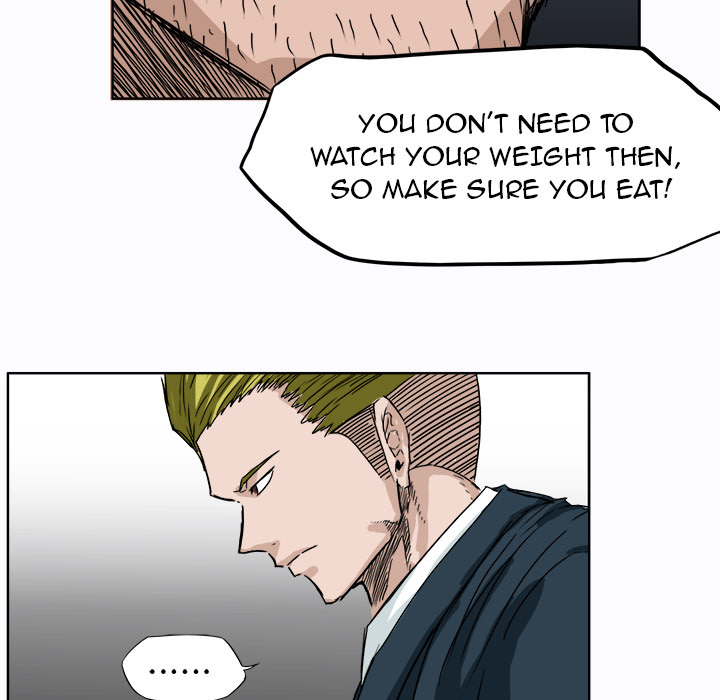 YOU DON'T NEED TO
WATCH YOUR WEIGHT THEN,
SO MAKE SURE YOU EAT!
......